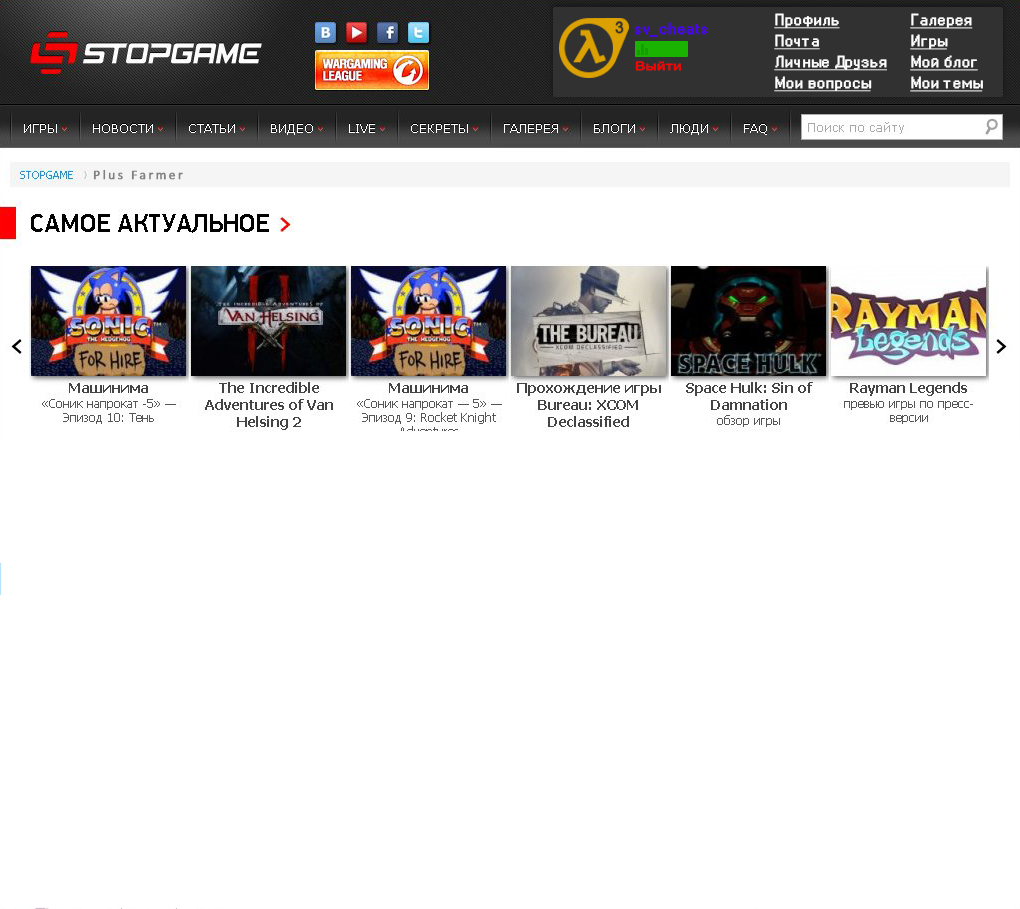 STOPGAME
WARGAMING
LEAGUE
3
sv_cheats
Выйти
Профиль
Почта
Личные Друзья
Мои вопросы
Галерея
Игры
Мой блог
Мои темы
ИГРЫ НОВОСТИ СТАТЬИ ВИДЕО LIVE СЕКРЕТЫ ГАЛЕРЕЯ БЛОГИ ЛЮДИ FAQ Поиск по сайту
STOPGAME Plus Farmer
САМОЕ АКТУАЛЬНОЕ
SONIC
THE HEDGEHOG
FOR HIRE
Машинима
«Соник напрокат -5» —
Эпизод 10: Тень
THE INCREDIBLE ADVENTURES OF
VAN HELSING
II
The Incredible
Adventures of Van
Helsing 2
SONIC
THE HEDGEHOG
FOR HIRE
Машинима
«Соник напрокат — 5» —
Эпизод 9: Rocket Knight
Adventures
THE BUREAU
XCOM DECLASSIFIED
Прохождение игры
Bureau: XCOM
Declassified
SPACE HULK
Space Hulk: Sin of
Damnation
обзор игры
RAYMAN
Legends
Rayman Legends
превью игры по пресс-
версии